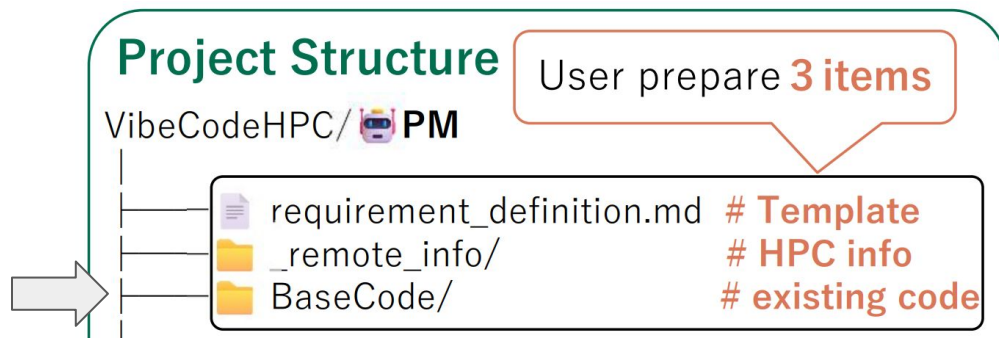 Project Structure
User prepare 3 items
VibeCodeHPC/ PM
requirement_definition.md # Template
_remote_info/ # HPC info
BaseCode/ # existing code